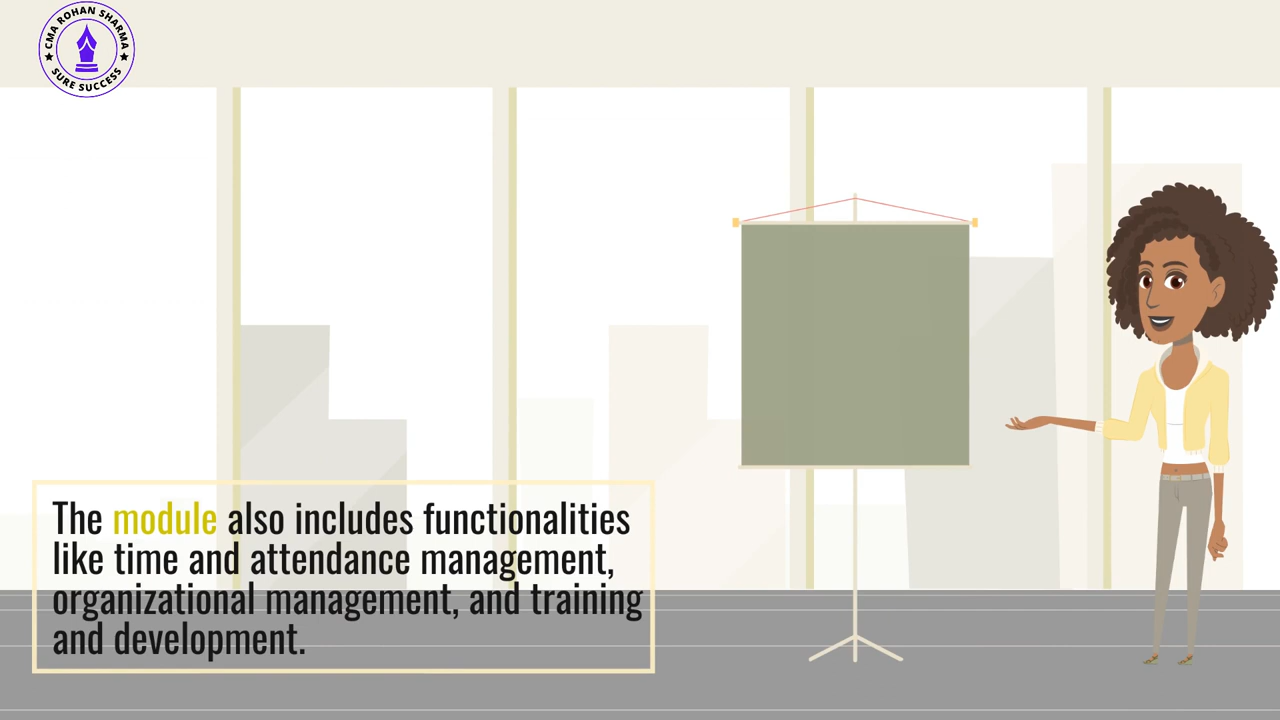 CMA ROHAN SHARMA
SURE SUCCESS
The module also includes functionalities
like time and attendance management,
organizational management, and training
and development.